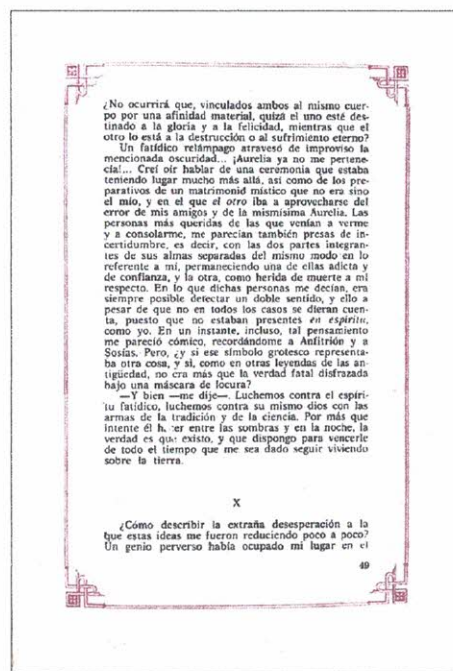 ¿No ocurrirá que, vinculados ambos al mismo cuer-
po por una afinidad material, quizá el uno esté des-
tinado a la gloria y a la felicidad, mientras que el
otro lo está a la destrucción o al sufrimiento eterno?
Un fatídico relámpago atravesó de improviso la
mencionada oscuridad... ¡Aurelia ya no me pertene-
cía!... Creí oír hablar de una ceremonia que estaba
teniendo lugar mucho más allá, así como de los pre-
parativos de un matrimonio místico que no era sino
el mío, y en el que el otro iba a aprovecharse del
error de mis amigos y de la mismísima Aurelia. Las
personas más queridas de las que venían a verme
y a consolarme, me parecían también presas de in-
certidumbre, es decir, con las dos partes integran-
tes de sus almas separadas del mismo modo en lo
referente a mí, permaneciendo una de ellas adicta y
de confianza, y la otra, como herida de muerte a mi
respecto. En lo que dichas personas me decían, era
siempre posible detectar un doble sentido, y ello a
pesar de que no en todos los casos se dieran cuen-
ta, puesto que no estaban presentes en espíritu,
como yo. En un instante, incluso, tal pensamiento
me pareció cómico, recordándome a Anfitrión y a
Sosías. Pero, ¿y si ese símbolo grotesco representa-
ba otra cosa, y si, como en otras leyendas de las an-
tigüedad, no era más que la verdad fatal disfrazada
bajo una máscara de locura?
—Y bien —me dije—. Luchemos contra el espíri-
tu fatídico, luchemos contra su mismo dios con las
armas de la tradición y de la ciencia. Por más que
intente él entre las sombras y en la noche, la
verdad es que existo, y que dispongo para vencerle
de todo el tiempo que me sea dado seguir viviendo
sobre la tierra.
X
¿Cómo describir la extraña desesperación a la
que estas ideas me fueron reduciendo poco a poco?
Un genio perverso había ocupado mi lugar en el
49